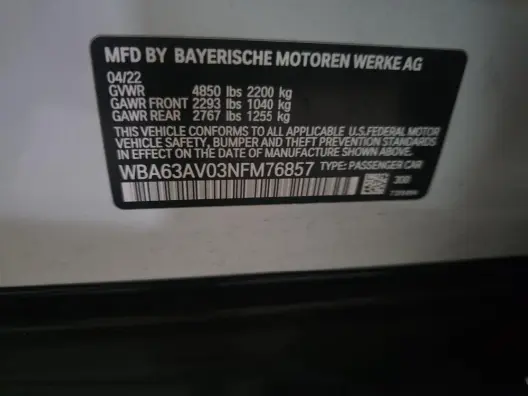 MFD BY BAYERISCHE MOTOREN WERKE AG
04/22
GVWR 4850 lbs 2200 kg
GAWR FRONT 2293 lbs 1040 kg
GAWR REAR 2767 lbs 1255 kg
THIS VEHICLE CONFORMS TO ALL APPLICABLE U.S.FEDERAL MOTOR
VEHICLE SAFETY, BUMPER AND THEFT PREVENTION STANDARDS
IN EFFECT ON THE DATE OF MANUFACTURE SHOWN ABOVE.
WBA63AV03NFM76857 TYPE: PASSENGER CAR
300